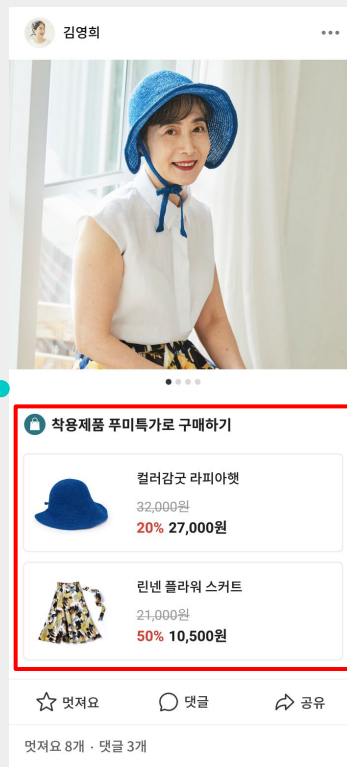 김영희
착용제품 푸미특가로 구매하기
컬러감굿 라피아햇
32,000원
20% 27,000원
린넨 플라워 스커트
21,000원
50% 10,500원
멋져요
댓글
공유
멋져요 8개 · 댓글 3개